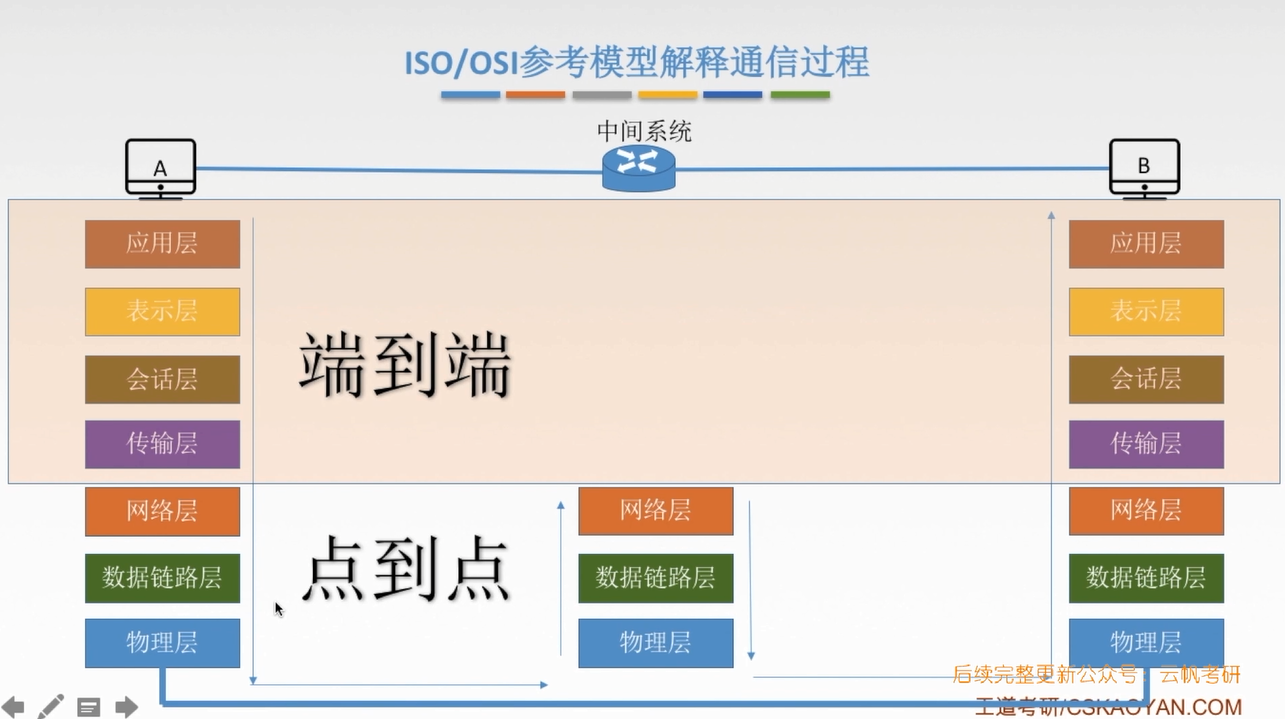 ISO/OSI参考模型解释通信过程
中间系统
A
B
应用层
应用层
表示层
表示层
端到端
会话层
会话层
传输层
传输层
网络层
网络层
网络层
点到点
数据链路层
数据链路层
数据链路层
物理层
物理层
物理层
后续完整更新公众号：云帆考研
王道考研/CSKAOYAN.COM